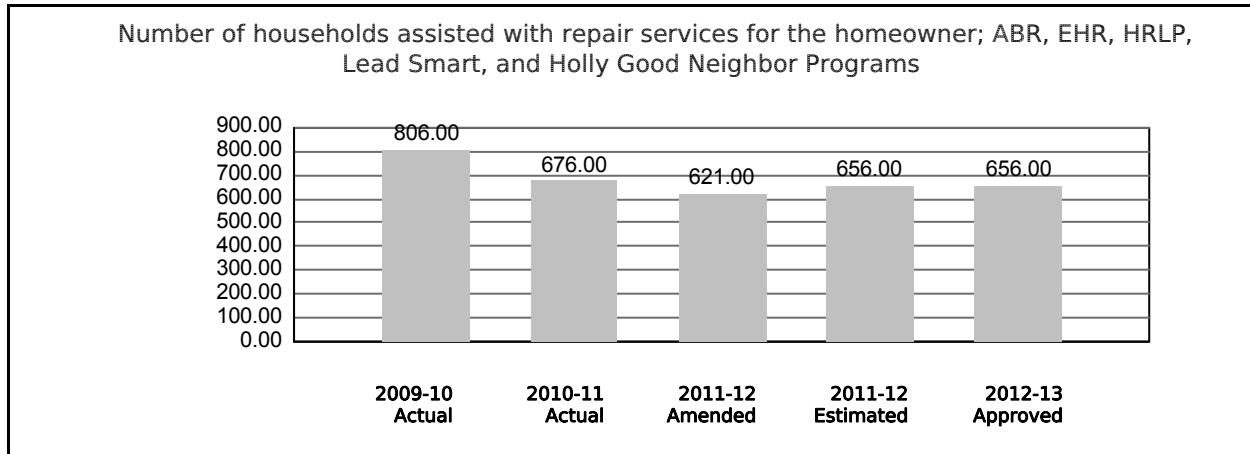 Number of households assisted with repair services for the homeowner; ABR, EHR, HRLP,
Lead Smart, and Holly Good Neighbor Programs
900.00
800.00
700.00
600.00
500.00
400.00
300.00
200.00
100.00
0.00
806.00
676.00
621.00
656.00
656.00
2009-10
Actual
2010-11
Actual
2011-12
Amended
2011-12
Estimated
2012-13
Approved